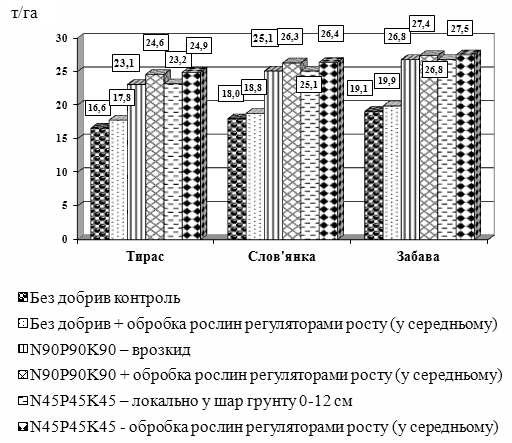 т/га
30
25
20
15
10
5
0
16,6
17,8
23,1
24,6
23,2
24,9
18,0
18,8
25,1
26,3
25,1
26,4
19,1
19,9
26,8
27,4
26,8
27,5
Тирас
Слов'янка
Забава
Без добрив контроль
Без добрив + обробка рослин регуляторами росту (у середньому)
N90P90K90 – врозкид
N90P90K90 + обробка рослин регуляторами росту (у середньому)
N45P45K45 – локально у шар грунту 0-12 см
N45P45K45 - обробка рослин регуляторами росту (у середньому)